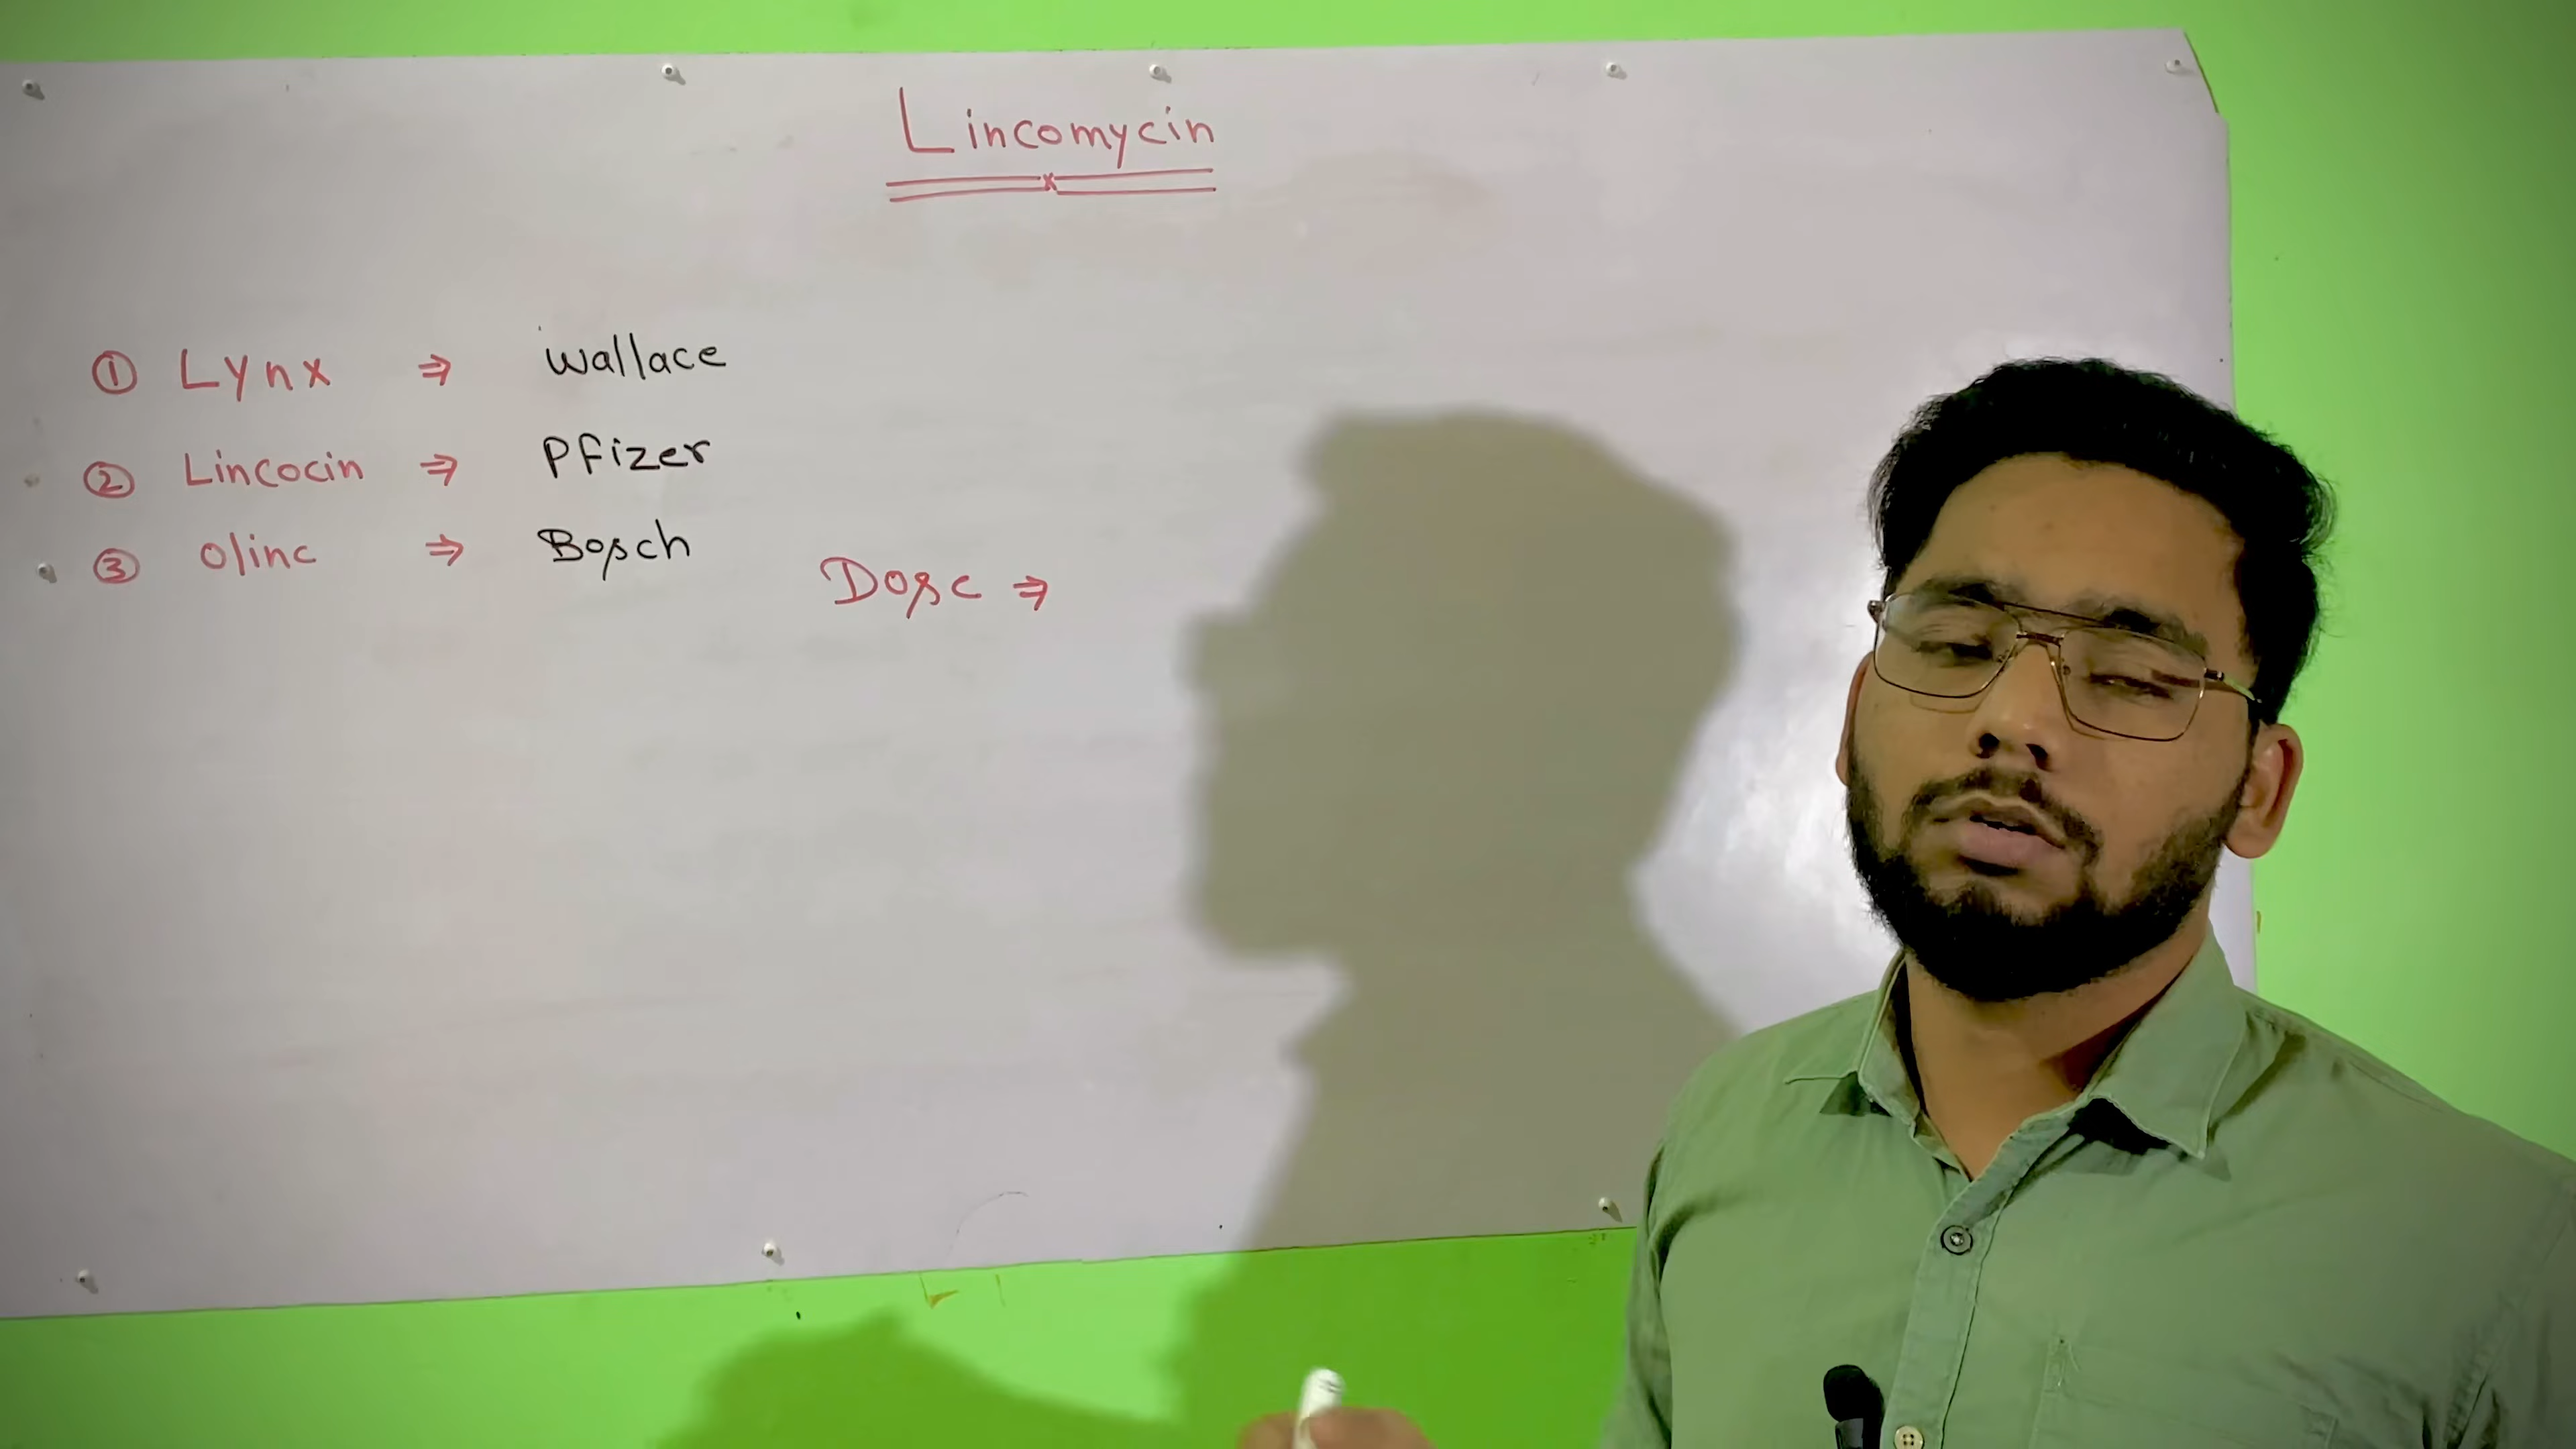 Lincomycin
① Lynx ⇒ Wallace
② Lincocin ⇒ Pfizer
③ Olinc ⇒ Bosch
Dose ⇒